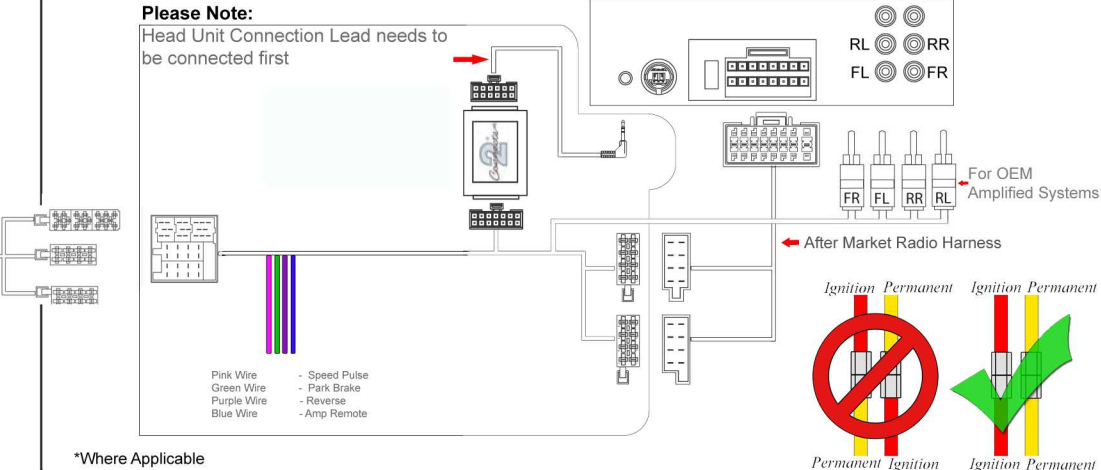 Please Note:
Head Unit Connection Lead needs to
be connected first
RL RR
FL FR
2
FR FL RR RL
For OEM
Amplified Systems
After Market Radio Harness
Ignition Permanent Ignition Permanent
Pink Wire - Speed Pulse
Green Wire - Park Brake
Purple Wire - Reverse
Blue Wire - Amp Remote
Permanent Ignition Ignition Permanent
*Where Applicable